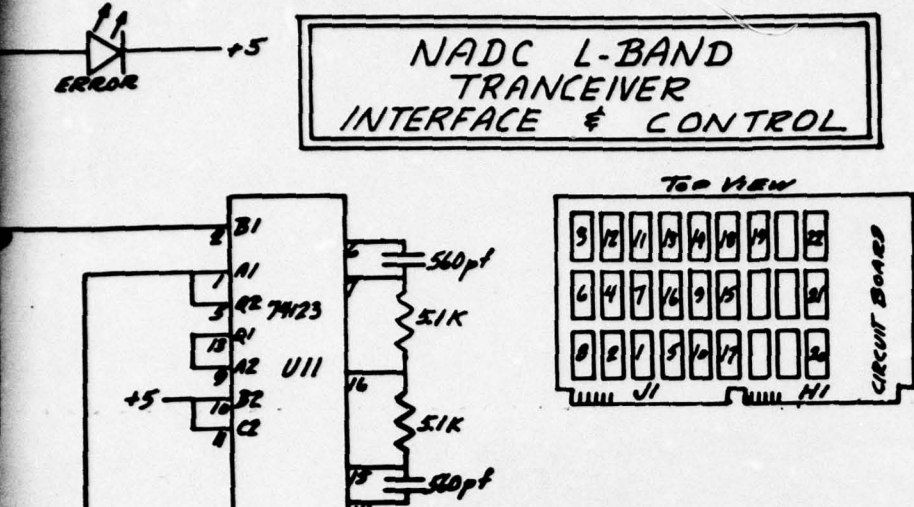 +5
ERROR
NADC L-BAND
TRANCEIVER
INTERFACE & CONTROL
TOP VIEW
3 12 11 13 14 18 19 22
6 4 7 16 9 15 21
8 2 1 5 10 17 20
J1 H1
CIRCUIT BOARD
2 B1
1 A1
5 Q2
13 Q1
9 A2
+5
10 B2
11 C2
74123
U11
6
560pf
7
5.1K
16
5.1K
15
560pf